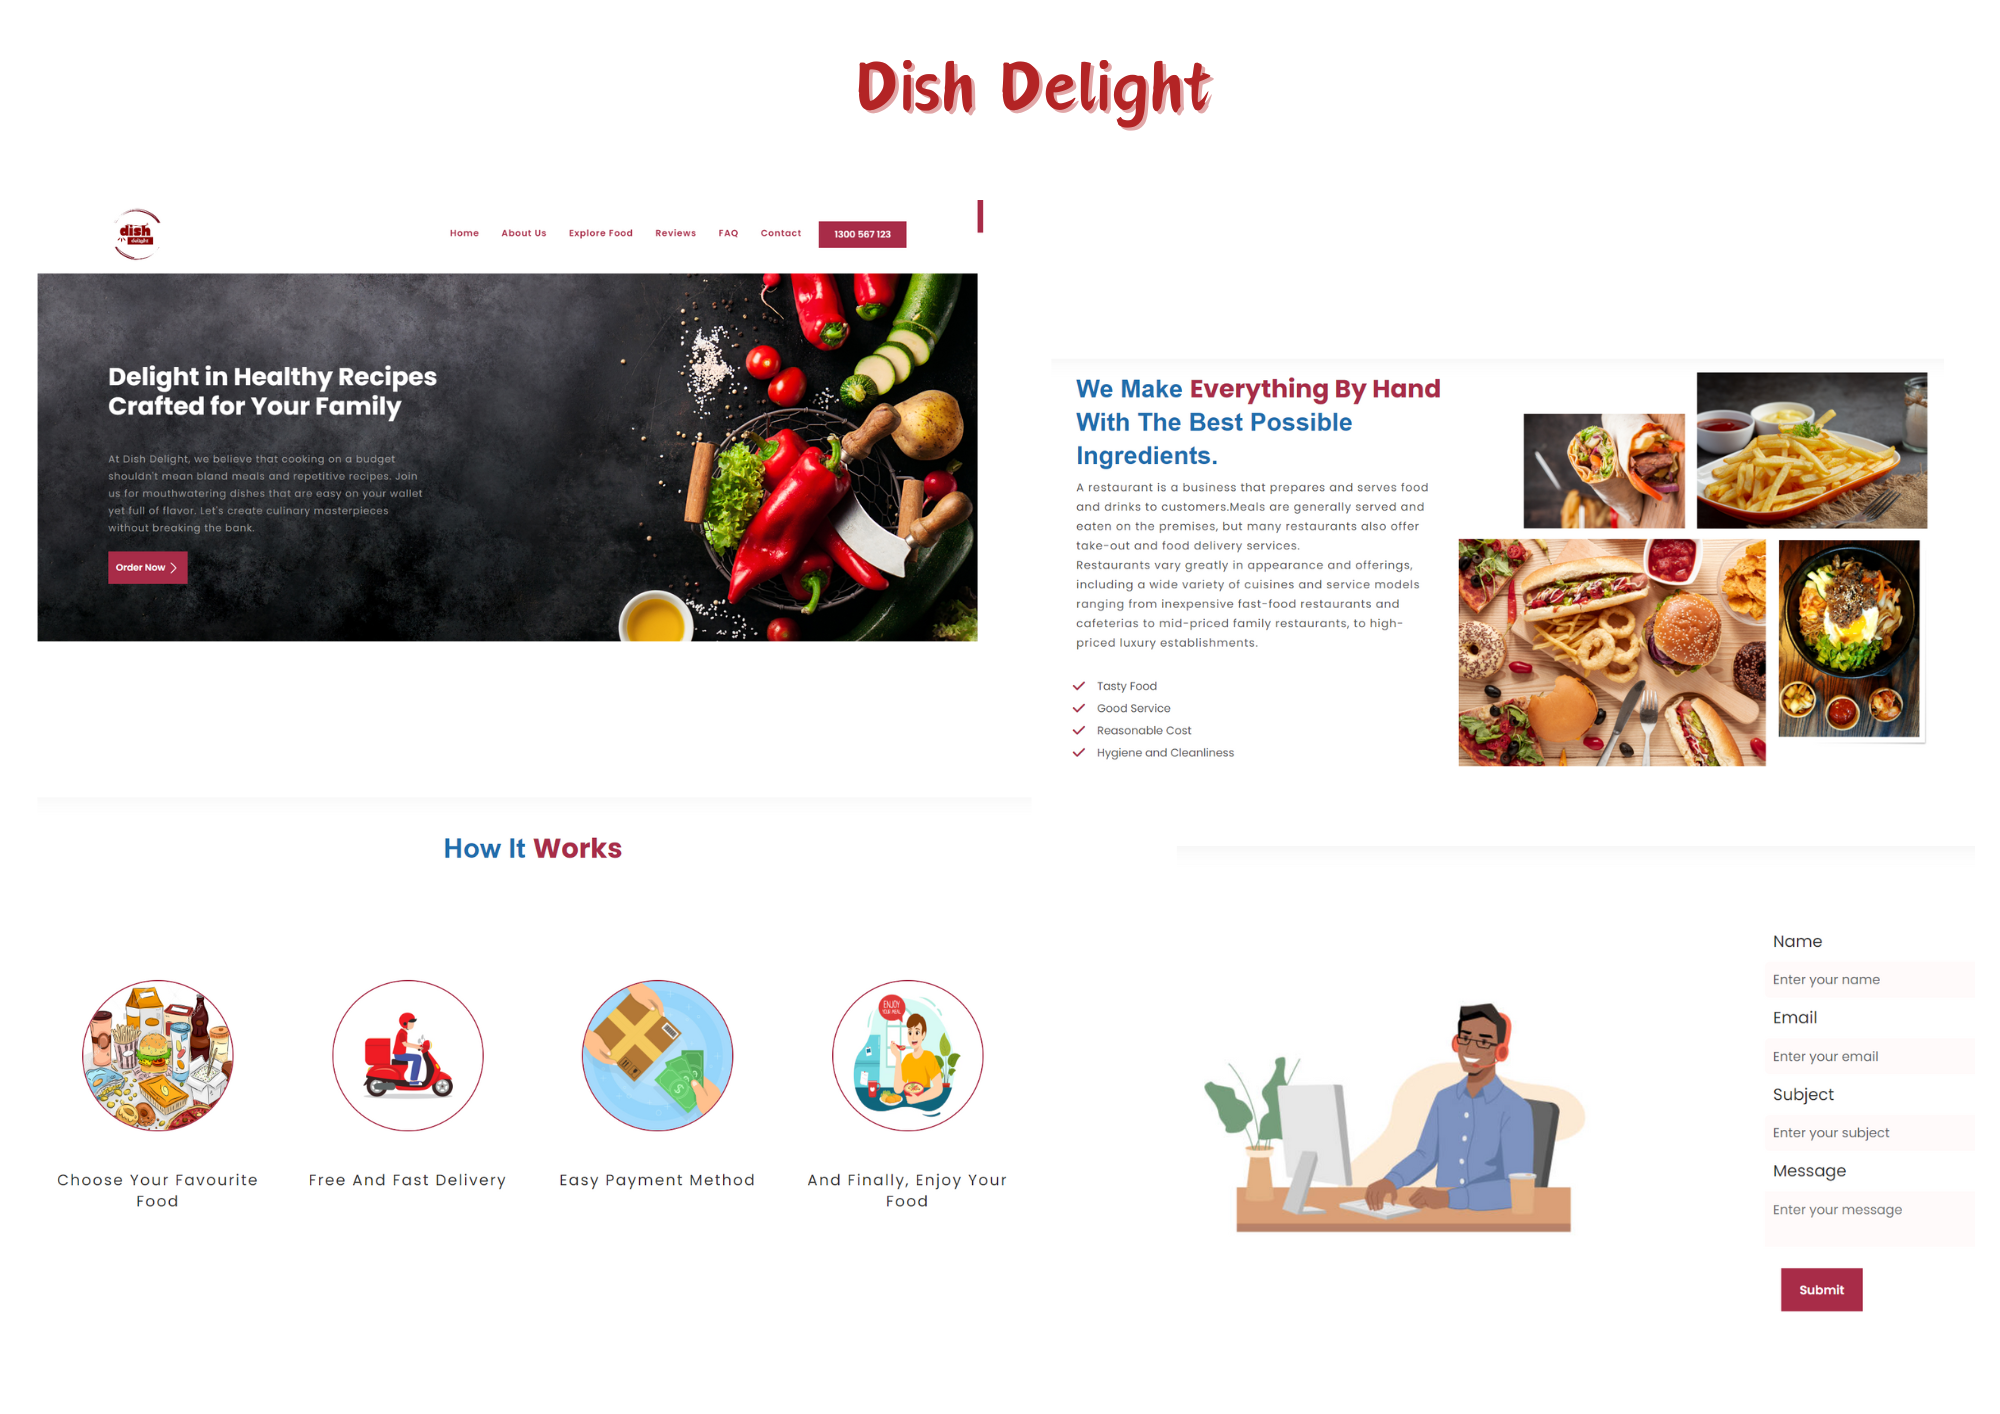 Dish Delight
dish
delight
Home About Us Explore Food Reviews FAQ Contact 1300 567 123
Delight in Healthy Recipes
Crafted for Your Family
At Dish Delight, we believe that cooking on a budget
shouldn't mean bland meals and repetitive recipes. Join
us for mouthwatering dishes that are easy on your wallet
yet full of flavor. Let's create culinary masterpieces
without breaking the bank.
Order Now
We Make Everything By Hand
With The Best Possible
Ingredients.
A restaurant is a business that prepares and serves food
and drinks to customers.Meals are generally served and
eaten on the premises, but many restaurants also offer
take-out and food delivery services.
Restaurants vary greatly in appearance and offerings,
including a wide variety of cuisines and service models
ranging from inexpensive fast-food restaurants and
cafeterias to mid-priced family restaurants, to high-
priced luxury establishments.
Tasty Food
Good Service
Reasonable Cost
Hygiene and Cleanliness
How It Works
ENJOY
YOUR MEAL
Choose Your Favourite
Food
Free And Fast Delivery
Easy Payment Method
And Finally, Enjoy Your
Food
Name
Enter your name
Email
Enter your email
Subject
Enter your subject
Message
Enter your message
Submit